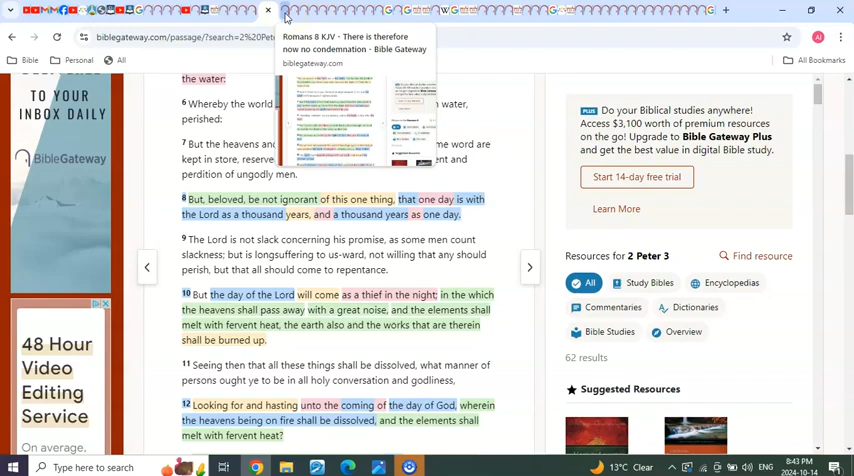 biblegateway.com/passage/?search=2%20Pet
AI
Bible
Personal
All
All Bookmarks
Romans 8 KJV - There is therefore
now no condemnation - Bible Gateway
biblegateway.com
TO YOUR
INBOX DAILY
BIBLEGATEWAY
48 Hour
Video
Editing
Service
On average,
the water:
6 Whereby the world
n water,
perished:
7 But the heavens and
me word are
kept in store, reserve
ent and
perdition of ungodly men.
8 But, beloved, be not ignorant of this one thing, that one day is with
the Lord as a thousand years, and a thousand years as one day.
9 The Lord is not slack concerning his promise, as some men count
slackness; but is longsuffering to us-ward, not willing that any should
perish, but that all should come to repentance.
10 But the day of the Lord will come as a thief in the night; in the which
the heavens shall pass away with a great noise, and the elements shall
melt with fervent heat, the earth also and the works that are therein
shall be burned up.
11 Seeing then that all these things shall be dissolved, what manner of
persons ought ye to be in all holy conversation and godliness,
12 Looking for and hasting unto the coming of the day of God, wherein
the heavens being on fire shall be dissolved, and the elements shall
melt with fervent heat?
PLUS Do your Biblical studies anywhere!
Access $3,100 worth of premium resources
on the go! Upgrade to Bible Gateway Plus
and get the best value in digital Bible study.
Start 14-day free trial
Learn More
Resources for 2 Peter 3
Find resource
All
Study Bibles
Encyclopedias
Commentaries
Dictionaries
Bible Studies
Overview
62 results
Suggested Resources
Type here to search
13°C Clear
8:43 PM
2024-10-14